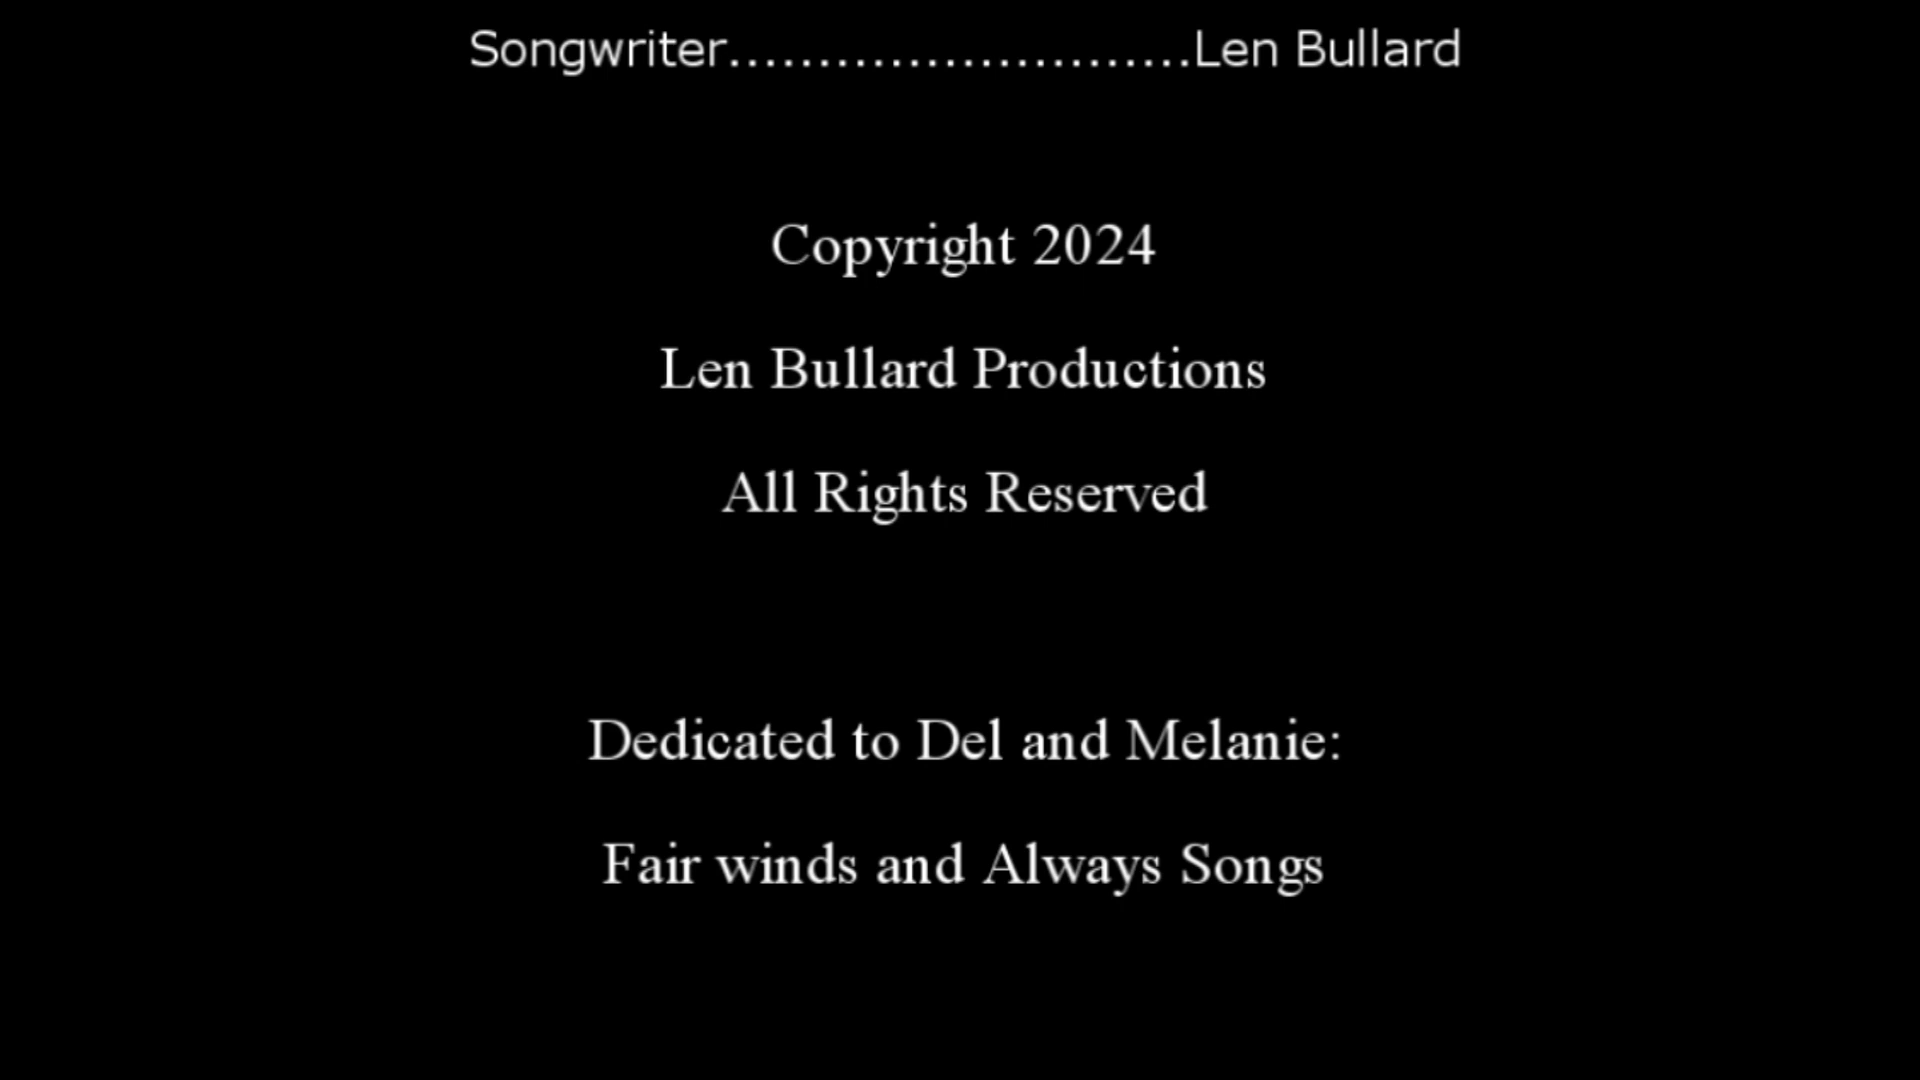 Songwriter..........................Len Bullard
Copyright 2024
Len Bullard Productions
All Rights Reserved
Dedicated to Del and Melanie:
Fair winds and Always Songs